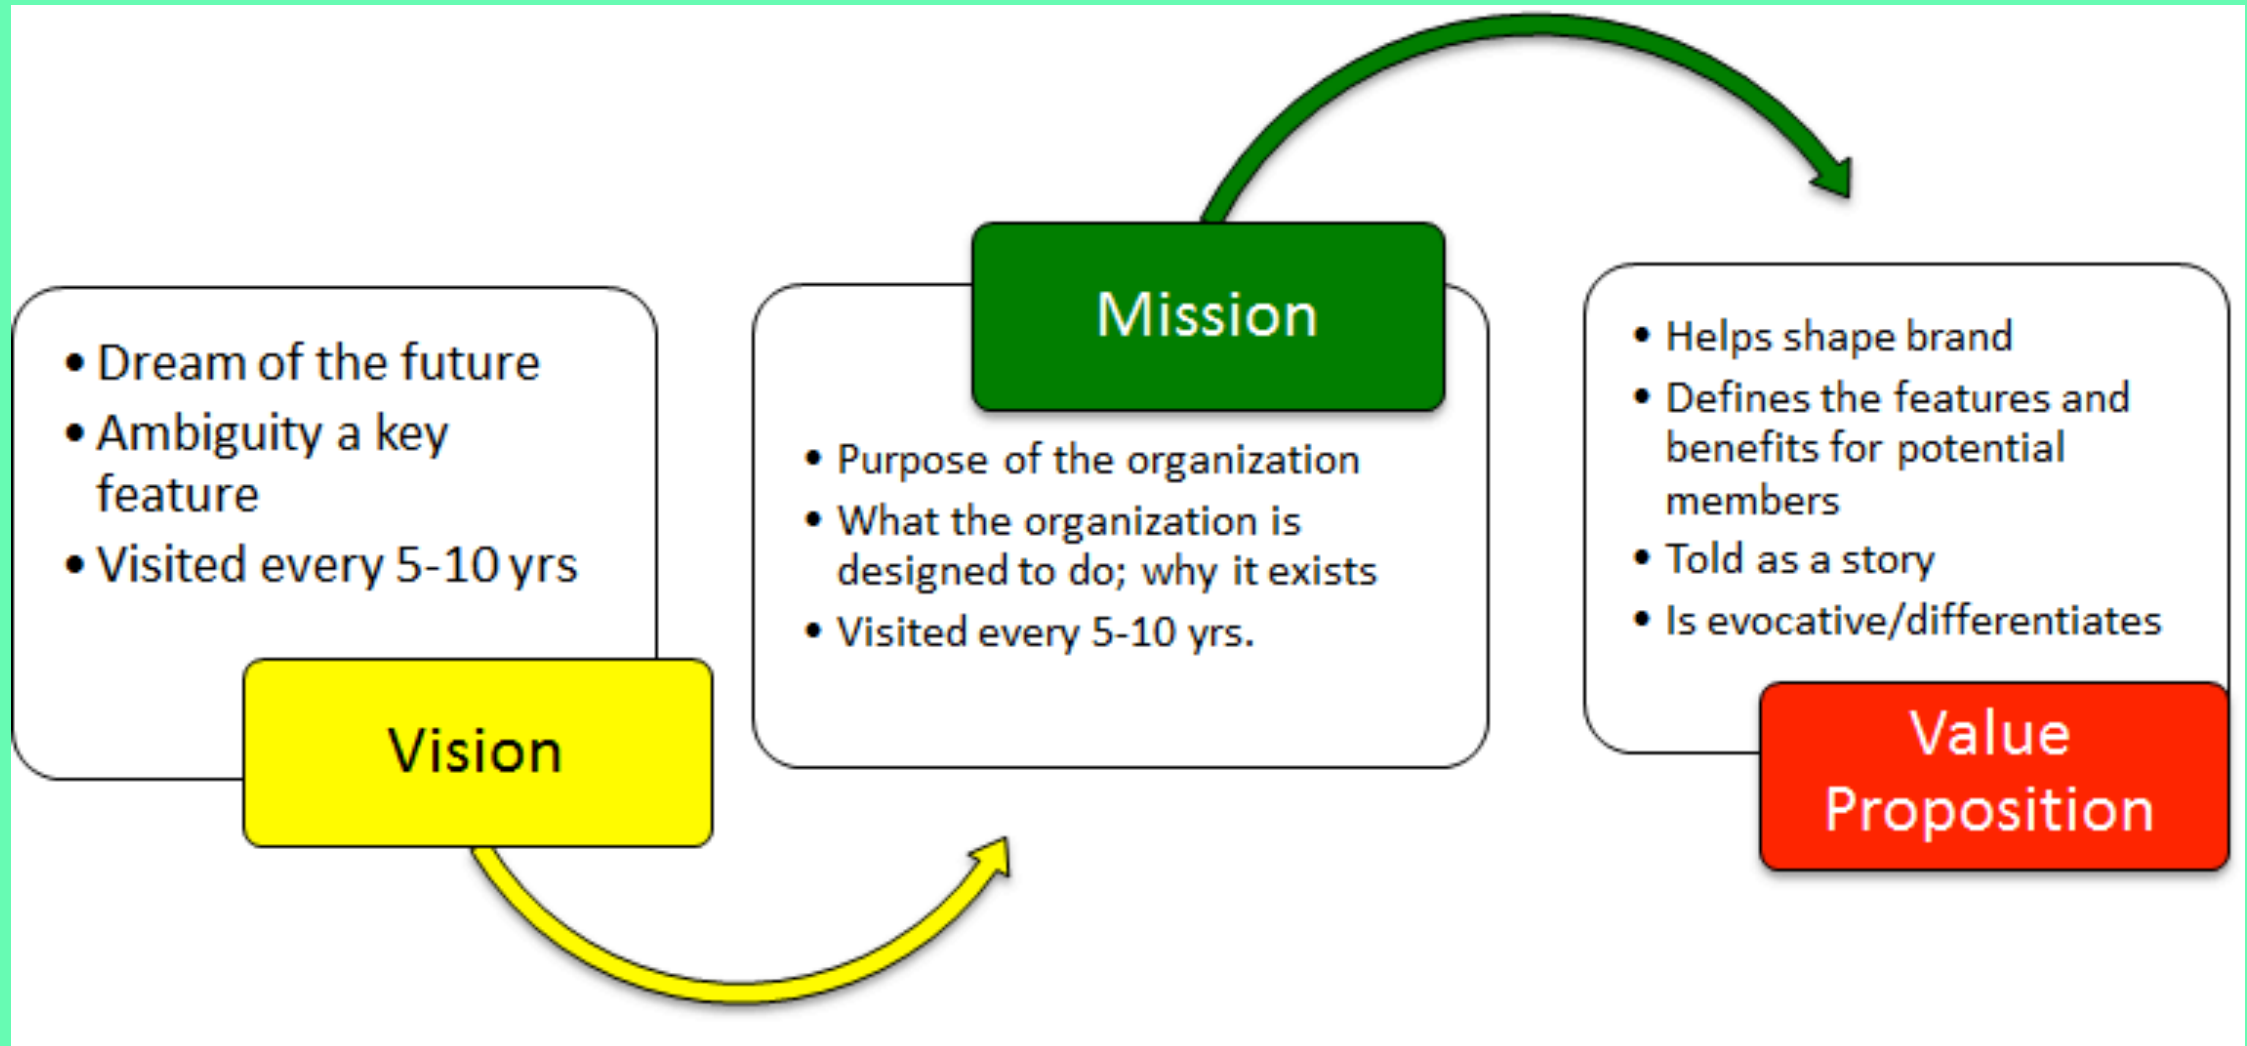 • Dream of the future
• Ambiguity a key
feature
• Visited every 5-10 yrs
Vision
Mission
• Purpose of the organization
• What the organization is
designed to do; why it exists
• Visited every 5-10 yrs.
• Helps shape brand
• Defines the features and
benefits for potential
members
• Told as a story
• Is evocative/differentiates
Value
Proposition